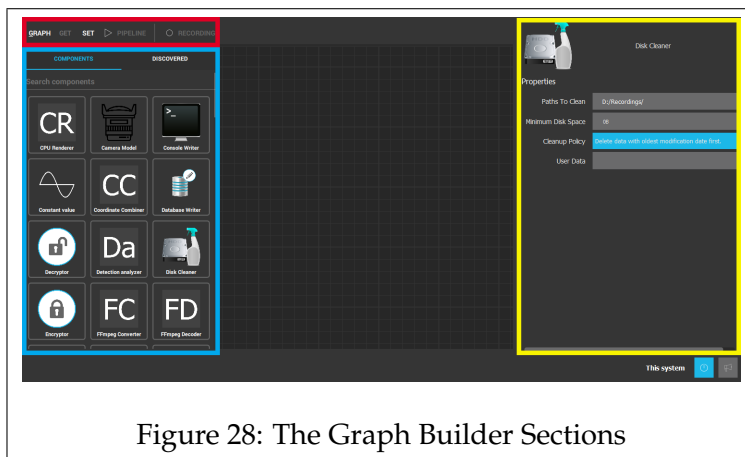 GRAPH GET SET PIPELINE RECORDING
COMPONENTS DISCOVERED
Search components
CR
>_
CPU Renderer Camera Model Console Writer
CC
Constant value Coordinate Combiner Database Writer
Da
Decryptor Detection analyzer Disk Cleaner
FC FD
Encryptor FFmpeg Converter FFmpeg Decoder
Disk Cleaner
Properties
Paths To Clean D:/Recordings/
Minimum Disk Space
Cleanup Policy Delete data with oldest modification date first.
User Data
This system
Figure 28: The Graph Builder Sections